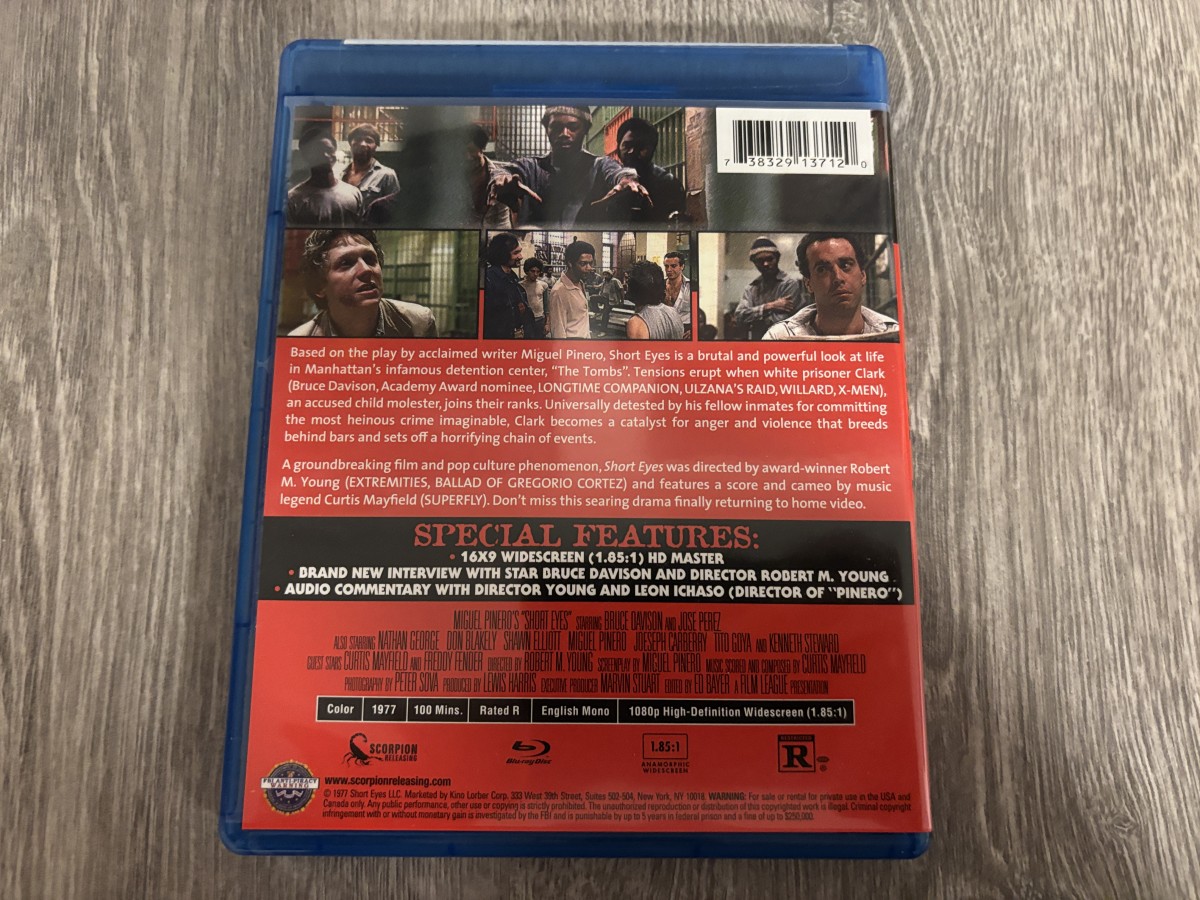 7 38329 13712 0
Based on the play by acclaimed writer Miguel Pinero, Short Eyes is a brutal and powerful look at life
in Manhattan's infamous detention center, "The Tombs". Tensions erupt when white prisoner Clark
(Bruce Davison, Academy Award nominee, LONGTIME COMPANION, ULZANA'S RAID, WILLARD, X-MEN),
an accused child molester, joins their ranks. Universally detested by his fellow inmates for committing
the most heinous crime imaginable, Clark becomes a catalyst for anger and violence that breeds
behind bars and sets off a horrifying chain of events.
A groundbreaking film and pop culture phenomenon, Short Eyes was directed by award-winner Robert
M. Young (EXTREMITIES, BALLAD OF GREGORIO CORTEZ) and features a score and cameo by music
legend Curtis Mayfield (SUPERFLY). Don't miss this searing drama finally returning to home video.
SPECIAL FEATURES:
• 16X9 WIDESCREEN (1.85:1) HD MASTER
• BRAND NEW INTERVIEW WITH STAR BRUCE DAVISON AND DIRECTOR ROBERT M. YOUNG
• AUDIO COMMENTARY WITH DIRECTOR YOUNG AND LEON ICHASO (DIRECTOR OF "PINERO")
MIGUEL PINERO'S "SHORT EYES" STARRING BRUCE DAVISON AND JOSE PEREZ
ALSO STARRING NATHAN GEORGE DON BLAKELY SHAWN ELLIOTT MIGUEL PINERO JOESEPH CARBERRY TITO GOYA AND KENNETH STEWARD
GUEST STARS CURTIS MAYFIELD AND FREDDY FENDER DIRECTED BY ROBERT M. YOUNG SCREENPLAY BY MIGUEL PINERO MUSIC SCORED AND COMPOSED BY CURTIS MAYFIELD
PHOTOGRAPHY BY PETER SOVA PRODUCED BY LEWIS HARRIS EXECUTIVE PRODUCER MARVIN STUART EDITED BY ED BAYER A FILM LEAGUE PRESENTATION
Color 1977 100 Mins. Rated R English Mono 1080p High-Definition Widescreen (1.85:1)
SCORPION
RELEASING
Blu-ray Disc
1.85:1
ANAMORPHIC
WIDESCREEN
RESTRICTED
R
FBI ANTI-PIRACY
WARNING
www.scorpionreleasing.com
© 1977 Short Eyes LLC. Marketed by Kino Lorber Corp. 333 West 39th Street, Suites 502-504, New York, NY 10018. WARNING: For sale or rental for private use in the USA and
Canada only. Any public performance, other use or copying is strictly prohibited. The unauthorized reproduction or distribution of this copyrighted work is illegal. Criminal copyright
infringement with or without monetary gain is investigated by the FBI and is punishable by up to 5 years in federal prison and a fine of up to $250,000.